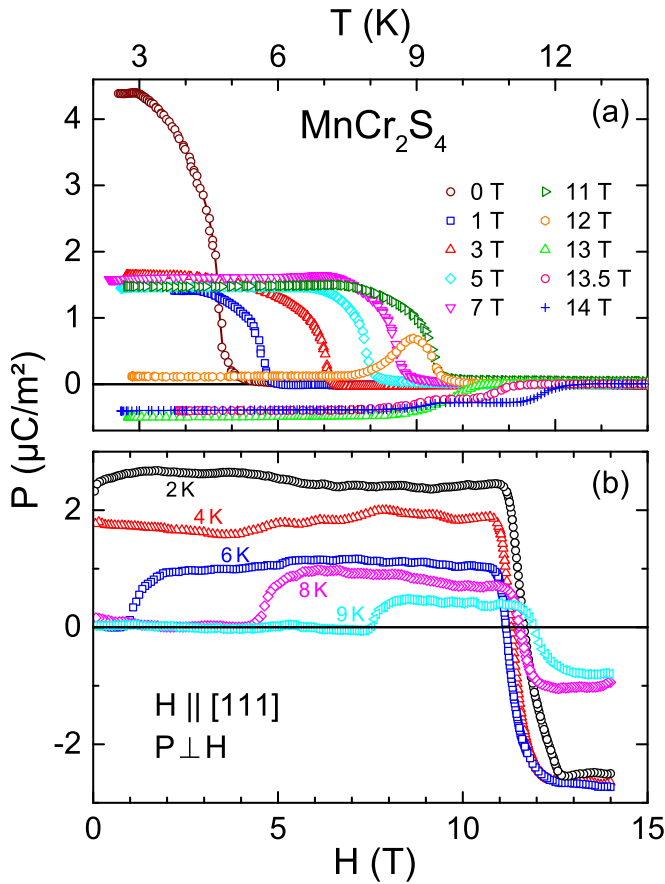 T (K)
3 6 9 12
MnCr₂S₄ (a)
4
3
2
1
0
0 T 11 T
1 T 12 T
3 T 13 T
5 T 13.5 T
7 T 14 T
P (μC/m²)
(b)
2
0
-2
2 K
4 K
6 K
8 K
9 K
H || [111]
P⊥H
0 5 10 15
H (T)